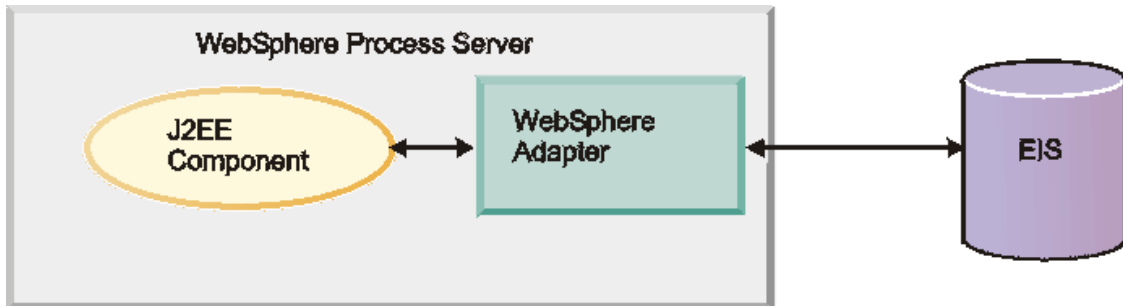 WebSphere Process Server
J2EE
Component
WebSphere
Adapter
EIS